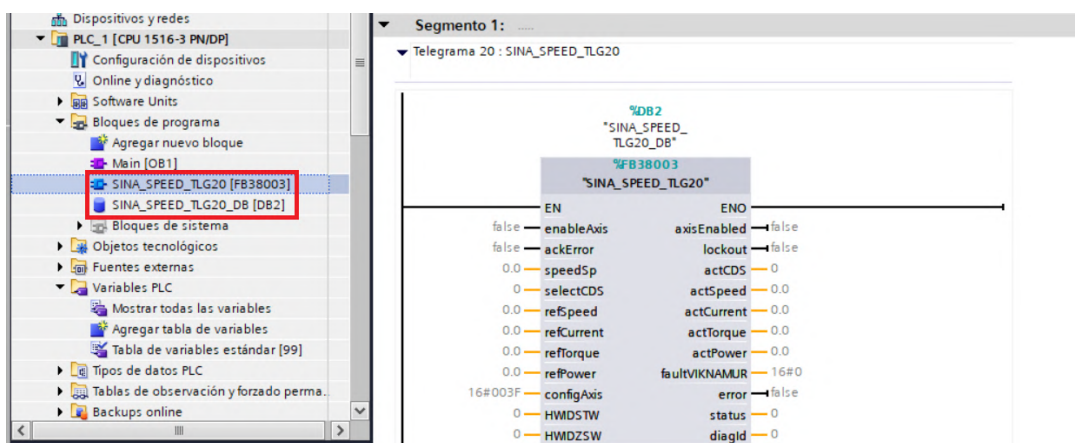 Dispositivos y redes
PLC_1 [CPU 1516-3 PN/DP]
Configuración de dispositivos
Online y diagnóstico
Software Units
Bloques de programa
Agregar nuevo bloque
Main [OB1]
SINA_SPEED_TLG20 [FB38003]
SINA_SPEED_TLG20_DB [DB2]
Bloques de sistema
Objetos tecnológicos
Fuentes externas
Variables PLC
Mostrar todas las variables
Agregar tabla de variables
Tabla de variables estándar [99]
Tipos de datos PLC
Tablas de observación y forzado perma..
Backups online
Segmento 1: .....
Telegrama 20 : SINA_SPEED_TLG20
%DB2
"SINA_SPEED_
TLG20_DB"
%FB38003
"SINA_SPEED_TLG20"
EN ENO
false enableAxis axisEnabled false
false ackError lockout false
0.0 speedSp actCDS 0
0 selectCDS actSpeed 0.0
0.0 refSpeed actCurrent 0.0
0.0 refCurrent actTorque 0.0
0.0 refTorque actPower 0.0
0.0 refPower faultVIKNAMUR 16#0
16#003F configAxis error false
0 HWIDSTW status 0
0 HWIDZSW diagId 0